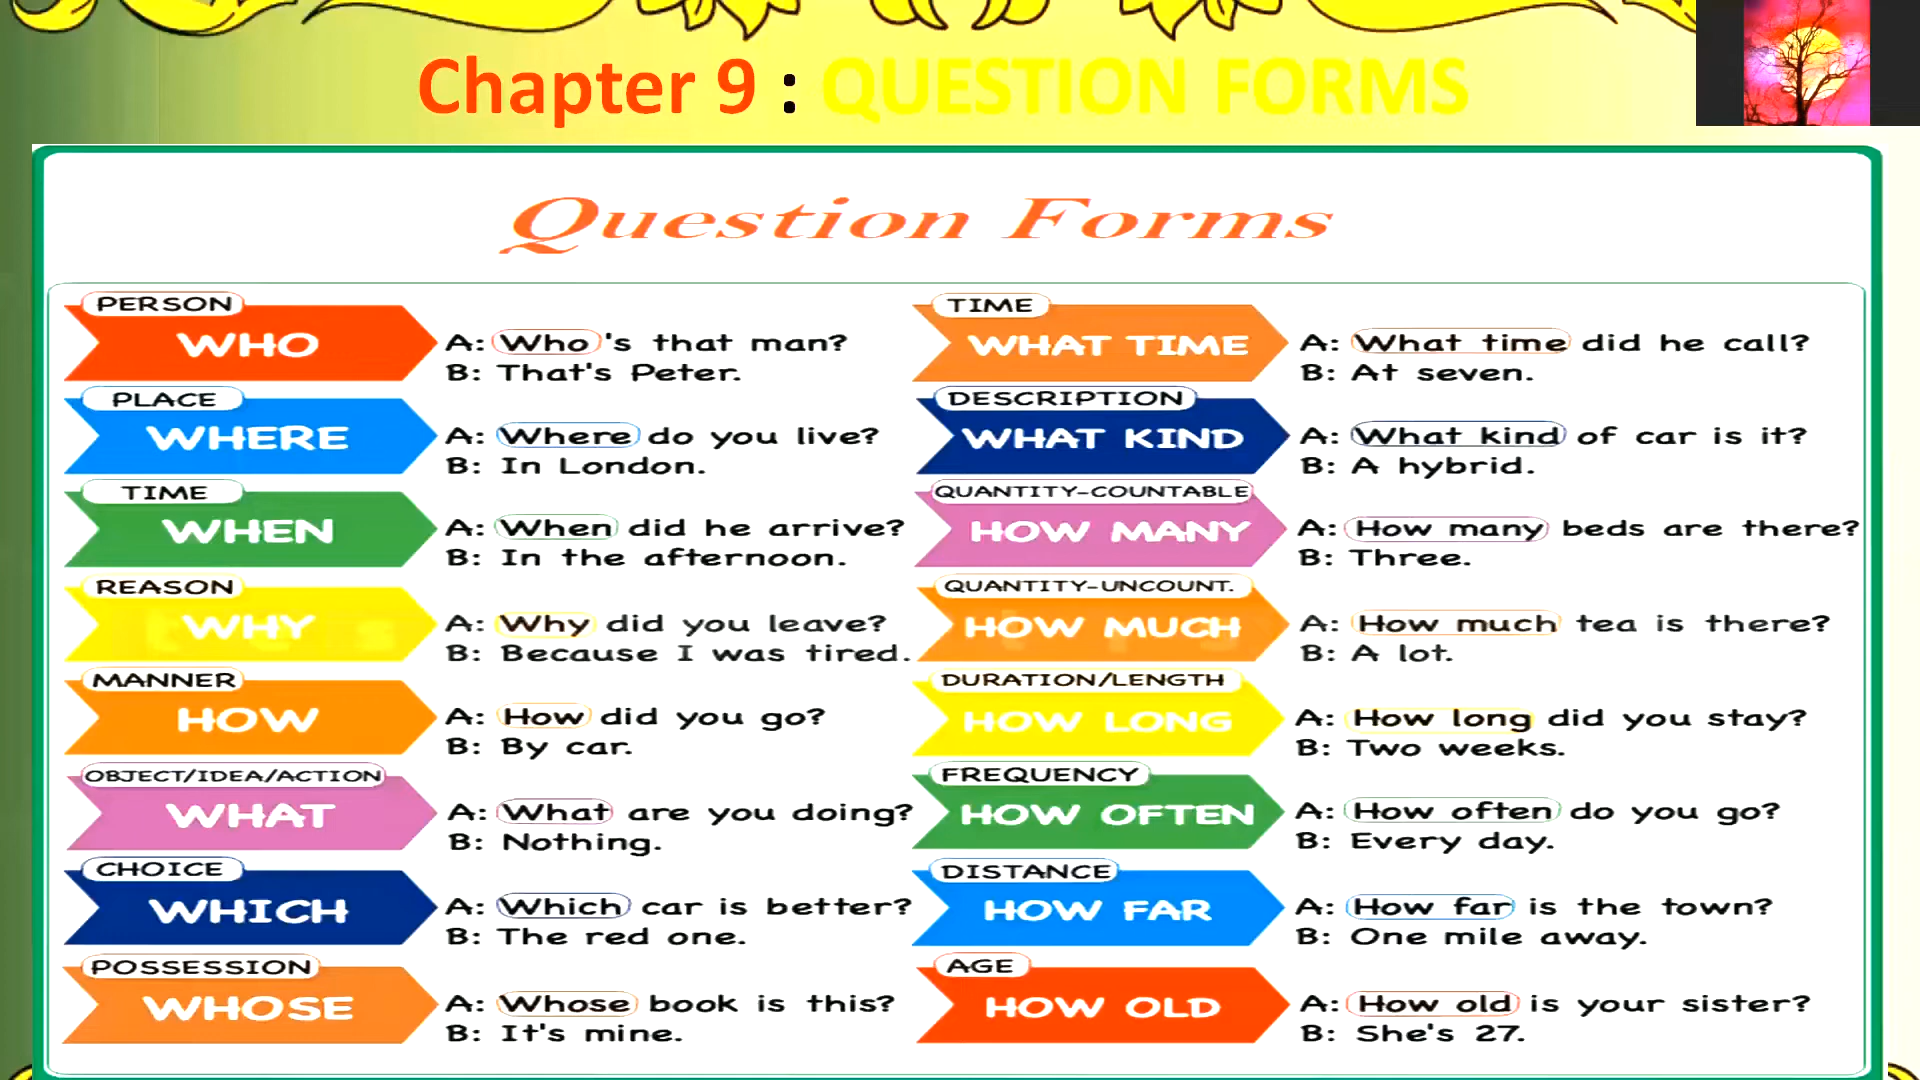 Chapter 9 : QUESTION FORMS
Question Forms
PERSON
WHO
A: Who's that man?
B: That's Peter.
PLACE
WHERE
A: Where do you live?
B: In London.
TIME
WHEN
A: When did he arrive?
B: In the afternoon.
REASON
WHY
A: Why did you leave?
B: Because I was tired.
MANNER
HOW
A: How did you go?
B: By car.
OBJECT/IDEA/ACTION
WHAT
A: What are you doing?
B: Nothing.
CHOICE
WHICH
A: Which car is better?
B: The red one.
POSSESSION
WHOSE
A: Whose book is this?
B: It's mine.
TIME
WHAT TIME
A: What time did he call?
B: At seven.
DESCRIPTION
WHAT KIND
A: What kind of car is it?
B: A hybrid.
QUANTITY-COUNTABLE
HOW MANY
A: How many beds are there?
B: Three.
QUANTITY-UNCOUNT.
HOW MUCH
A: How much tea is there?
B: A lot.
DURATION/LENGTH
HOW LONG
A: How long did you stay?
B: Two weeks.
FREQUENCY
HOW OFTEN
A: How often do you go?
B: Every day.
DISTANCE
HOW FAR
A: How far is the town?
B: One mile away.
AGE
HOW OLD
A: How old is your sister?
B: She's 27.